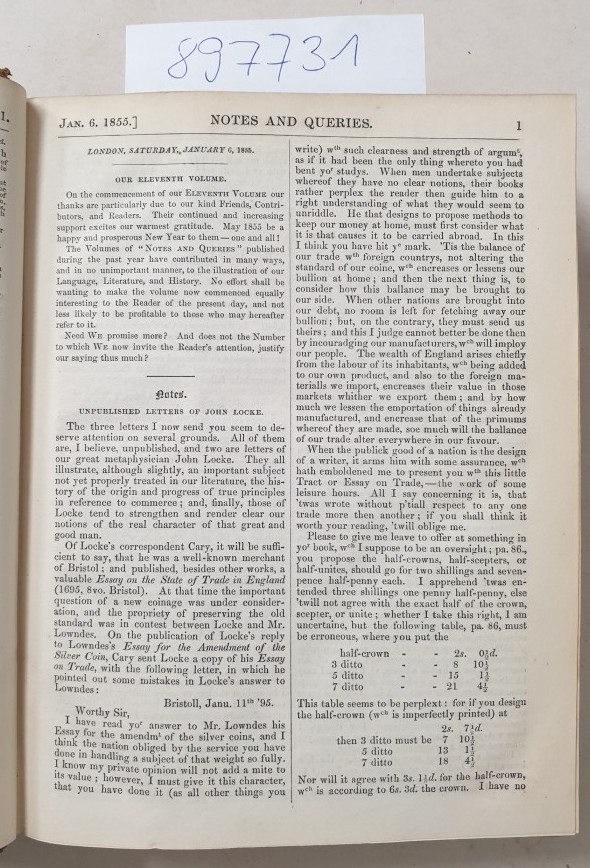 897731
JAN. 6. 1855.]
NOTES AND QUERIES.
1
LONDON, SATURDAY, JANUARY 6, 1855.
OUR ELEVENTH VOLUME.
On the commencement of our ELEVENTH VOLUME our
thanks are particularly due to our kind Friends, Contri-
butors, and Readers. Their continued and increasing
support excites our warmest gratitude. May 1855 be a
happy and prosperous New Year to them — one and all!
The Volumes of "NOTES AND QUERIES" published
during the past year have contributed in many ways,
and in no unimportant manner, to the illustration of our
Language, Literature, and History. No effort shall be
wanting to make the volume now commenced equally
interesting to the Reader of the present day, and not
less likely to be profitable to those who may hereafter
refer to it.
Need WE promise more? And does not the Number
to which WE now invite the Reader's attention, justify
our saying thus much?
Notes.
UNPUBLISHED LETTERS OF JOHN LOCKE.
The three letters I now send you seem to de-
serve attention on several grounds. All of them
are, I believe, unpublished, and two are letters of
our great metaphysician John Locke. They all
illustrate, although slightly, an important subject
not yet properly treated in our literature, the his-
tory of the origin and progress of true principles
in reference to commerce; and, finally, those of
Locke tend to strengthen and render clear our
notions of the real character of that great and
good man.
Of Locke's correspondent Cary, it will be suffi-
cient to say, that he was a well-known merchant
of Bristol; and published, besides other works, a
valuable Essay on the State of Trade in England
(1695, 8vo. Bristol). At that time the important
question of a new coinage was under consider-
ation, and the propriety of preserving the old
standard was in contest between Locke and Mr.
Lowndes. On the publication of Locke's reply
to Lowndes's Essay for the Amendment of the
Silver Coin, Cary sent Locke a copy of his Essay
on Trade, with the following letter, in which he
pointed out some mistakes in Locke's answer to
Lowndes:
Bristoll, Janu. 11th '95.
Worthy Sir,
I have read yor answer to Mr. Lowndes his
Essay for the amendmt of the silver coins, and I
think the nation obliged by the service you have
done in handling a subject of that weight so fully.
I know my private opinion will not add a mite to
its value; however, I must give it this character,
that you have done it (as all other things you
write) wth such clearness and strength of argumt,
as if it had been the only thing whereto you had
bent yor studys. When men undertake subjects
whereof they have no clear notions, their books
rather perplex the reader then guide him to a
right understanding of what they would seem to
unriddle. He that designs to propose methods to
keep our money at home, must first consider what
it is that causes it to be carried abroad. In this
I think you have hit ye mark. 'Tis the balance of
our trade wth foreign countrys, not altering the
standard of our coine, wch encreases or lessens our
bullion at home; and then the next thing is, to
consider how this ballance may be brought to
our side. When other nations are brought into
our debt, no room is left for fetching away our
bullion; but, on the contrary, they must send us
theirs; and this I judge cannot better be done then
by incouradging our manufacturers, wch will imploy
our people. The wealth of England arises chiefly
from the labour of its inhabitants, wch being added
to our own product, and also to the foreign ma-
terialls we import, encreases their value in those
markets whither we export them; and by how
much we lessen the emportation of things already
manufactured, and encrease that of the primums
whereof they are made, soe much will the ballance
of our trade alter everywhere in our favour.
When the publick good of a nation is the design
of a writer, it arms him with some assurance, wch
hath emboldened me to present you wth this little
Tract or Essay on Trade,—the work of some
leisure hours. All I say concerning it is, that
'twas wrote without p'tiall respect to any one
trade more then another; if you shall think it
worth your reading, 'twill oblige me.
Please to give me leave to offer at something in
yor book, wch I suppose to be an oversight; pa. 86.,
you propose the half-crowns, half-scepters, or
half-unites, should go for two shillings and seven-
pence half-penny each. I apprehend 'twas en-
tended three shillings one penny half-penny, else
'twill not agree with the exact half of the crown,
scepter, or unite; whether I take this right, I am
uncertaine, but the following table, pa. 86, must
be erroneous, where you put the
half-crown - - 2s. 0½d.
3 ditto - - 8 10½
5 ditto - - 15 1½
7 ditto - - 21 4½
This table seems to be perplext: for if you design
the half-crown (wch is imperfectly printed) at
2s. 7½d.
then 3 ditto must be 7 10½
5 ditto 13 1½
7 ditto 18 4½
Nor will it agree with 3s. 1½d. for the half-crown,
wch is according to 6s. 3d. the crown. I have no